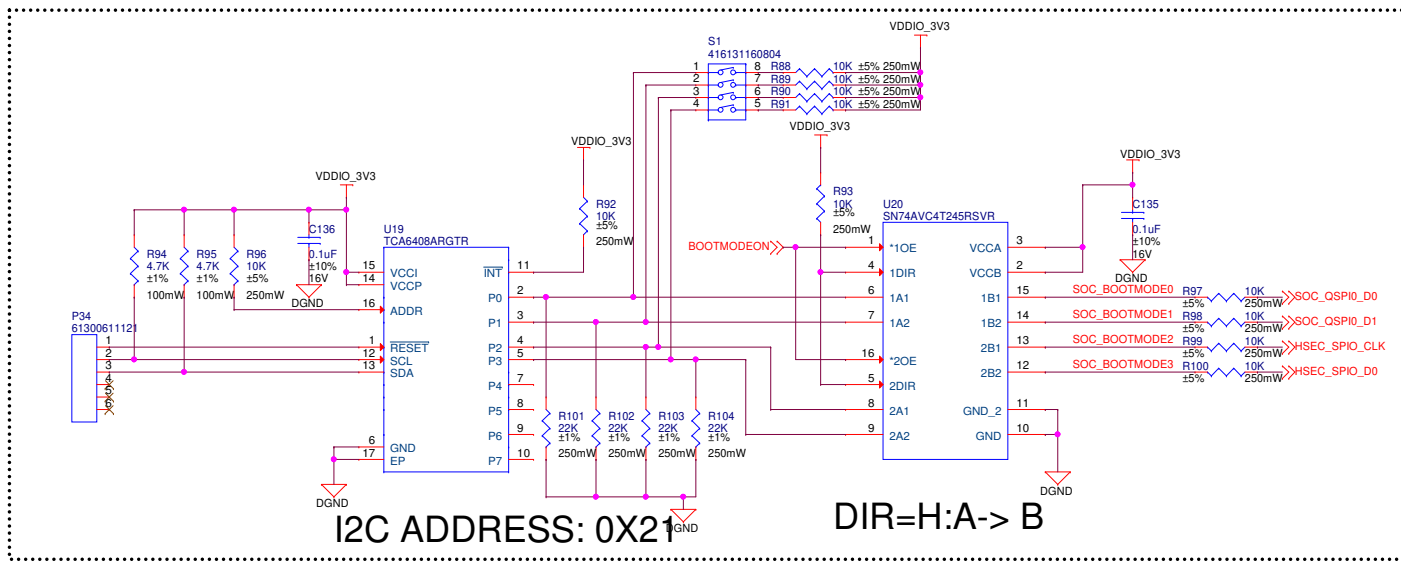 VDDIO_3V3
S1
416131160804
1 8 R88 10K ±5% 250mW
2 7 R89 10K ±5% 250mW
3 6 R90 10K ±5% 250mW
4 5 R91 10K ±5% 250mW
VDDIO_3V3
R92
10K
±5%
250mW
VDDIO_3V3
R93
10K
±5%
250mW
VDDIO_3V3
C136
0.1uF
±10%
16V
DGND
R94
4.7K
±1%
100mW
R95
4.7K
±1%
100mW
R96
10K
±5%
250mW
P34
61300611121
1
2
3
4
5
6
U19
TCA6408ARGTR
15 VCCI
14 VCCP
16 ADDR
1 RESET
12 SCL
13 SDA
6 GND
17 EP
INT 11
P0 2
P1 3
P2 4
P3 5
P4 7
P5 8
P6 9
P7 10
DGND
R101
22K
±1%
250mW
R102
22K
±1%
250mW
R103
22K
±1%
250mW
R104
22K
±1%
250mW
DGND
BOOTMODEON
U20
SN74AVC4T245RSVR
1 *1OE
4 1DIR
6 1A1
7 1A2
16 *2OE
5 2DIR
8 2A1
9 2A2
VCCA 3
VCCB 2
1B1 15
1B2 14
2B1 13
2B2 12
GND_2 11
GND 10
VDDIO_3V3
C135
0.1uF
±10%
16V
DGND
SOC_BOOTMODE0 R97 ±5% 10K 250mW SOC_QSPI0_D0
SOC_BOOTMODE1 R98 ±5% 10K 250mW SOC_QSPI0_D1
SOC_BOOTMODE2 R99 ±5% 10K 250mW HSEC_SPIO_CLK
SOC_BOOTMODE3 R100 ±5% 10K 250mW HSEC_SPIO_D0
DGND
I2C ADDRESS: 0X21
DIR=H:A-> B